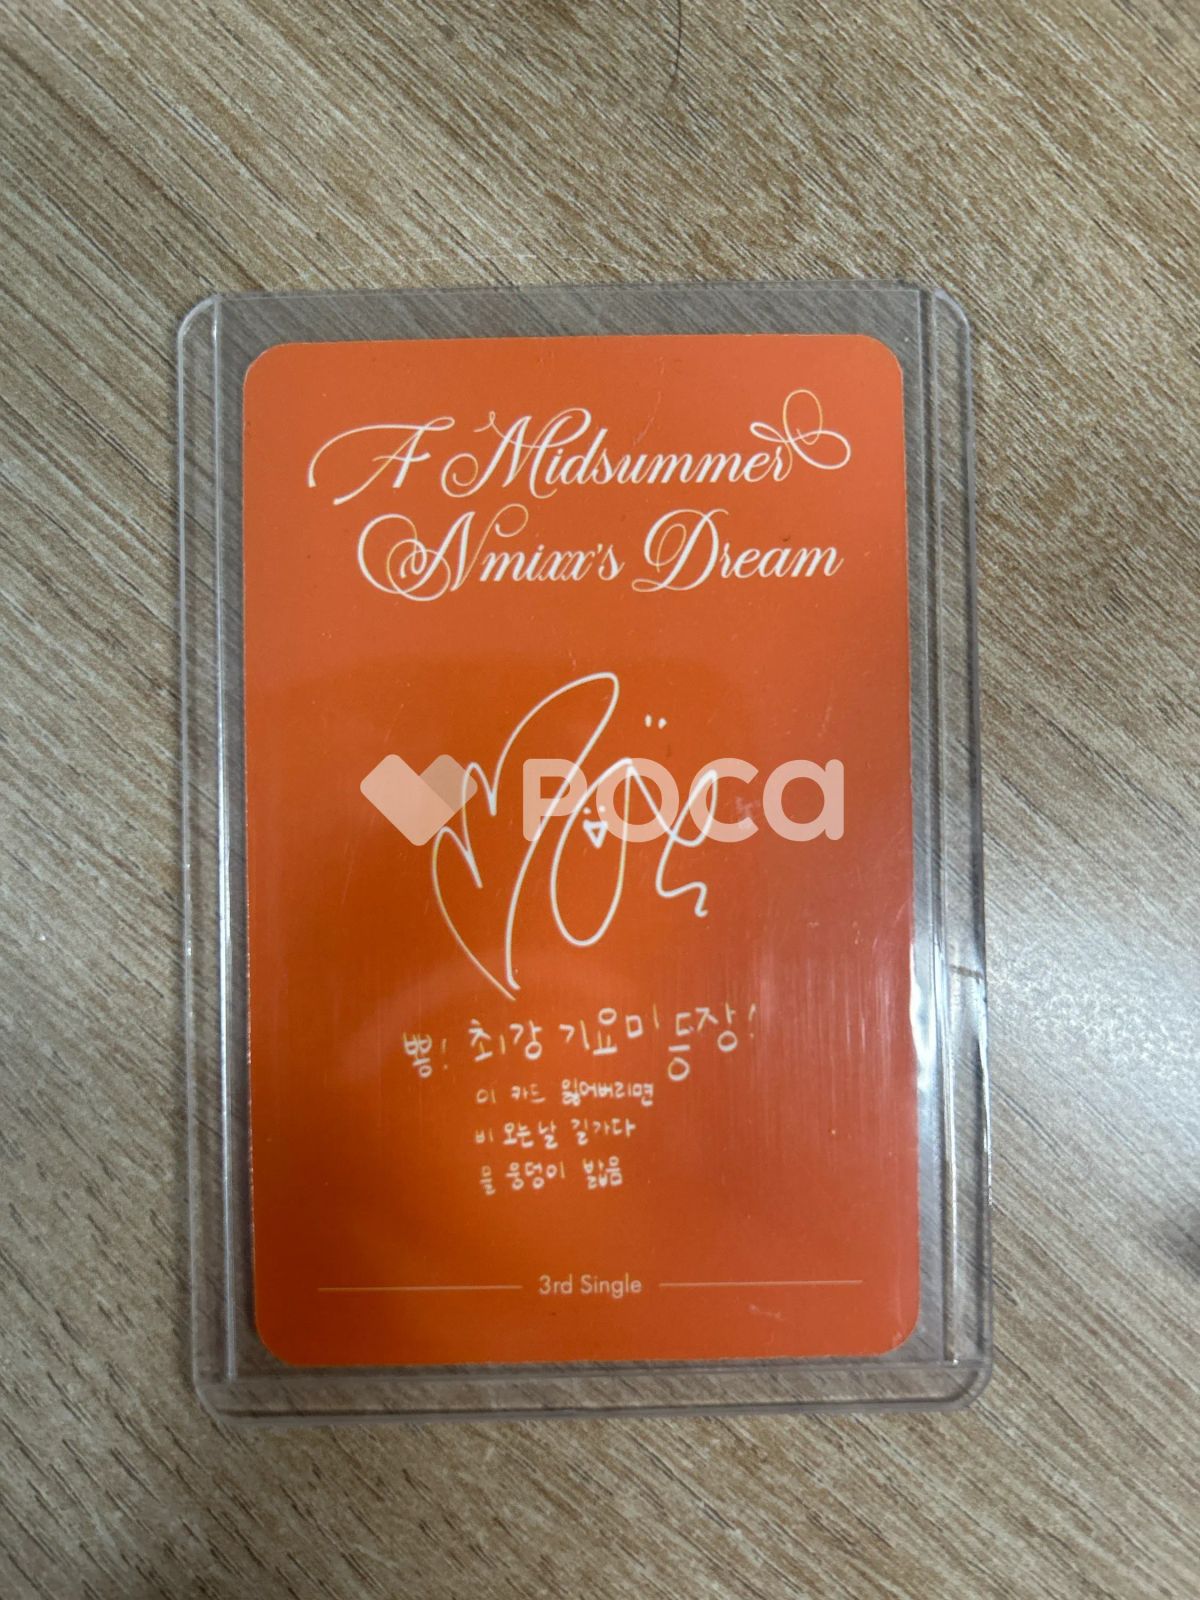 A Midsummer
Nmixx's Dream
POCA
뿅! 최강 기요미 등장!
이 카드 잃어버리면
비 오는날 길가다
물 웅덩이 밟음
3rd Single